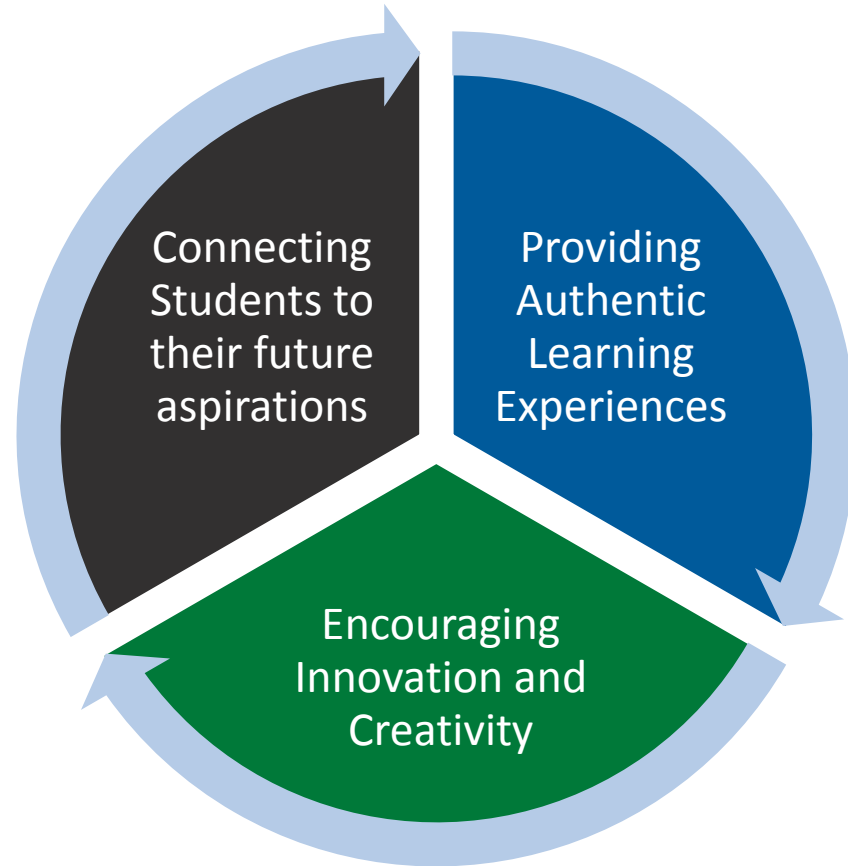 Connecting
Students to
their future
aspirations
Providing
Authentic
Learning
Experiences
Encouraging
Innovation and
Creativity